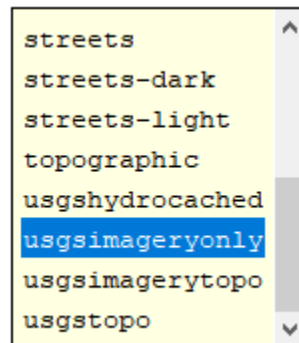 streets
streets-dark
streets-light
topographic
usgshydrocached
usgsimageryonly
usgsimagerytopo
usgstopo